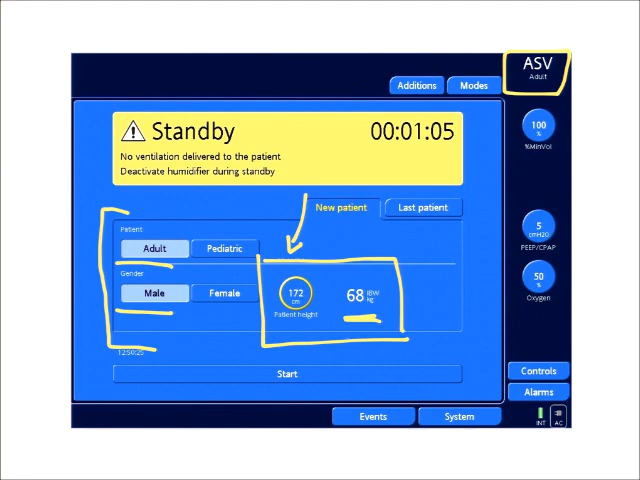 ASV
Adult
Additions
Modes
Standby
00:01:05
No ventilation delivered to the patient
Deactivate humidifier during standby
100
%
%MinVol
New patient
Last patient
Patient
Adult
Pediatric
5
cmH2O
PEEP/CPAP
Gender
Male
Female
172
cm
Patient height
68
IBW
kg
50
%
Oxygen
12:50:25
Start
Controls
Alarms
Events
System
INT
AC